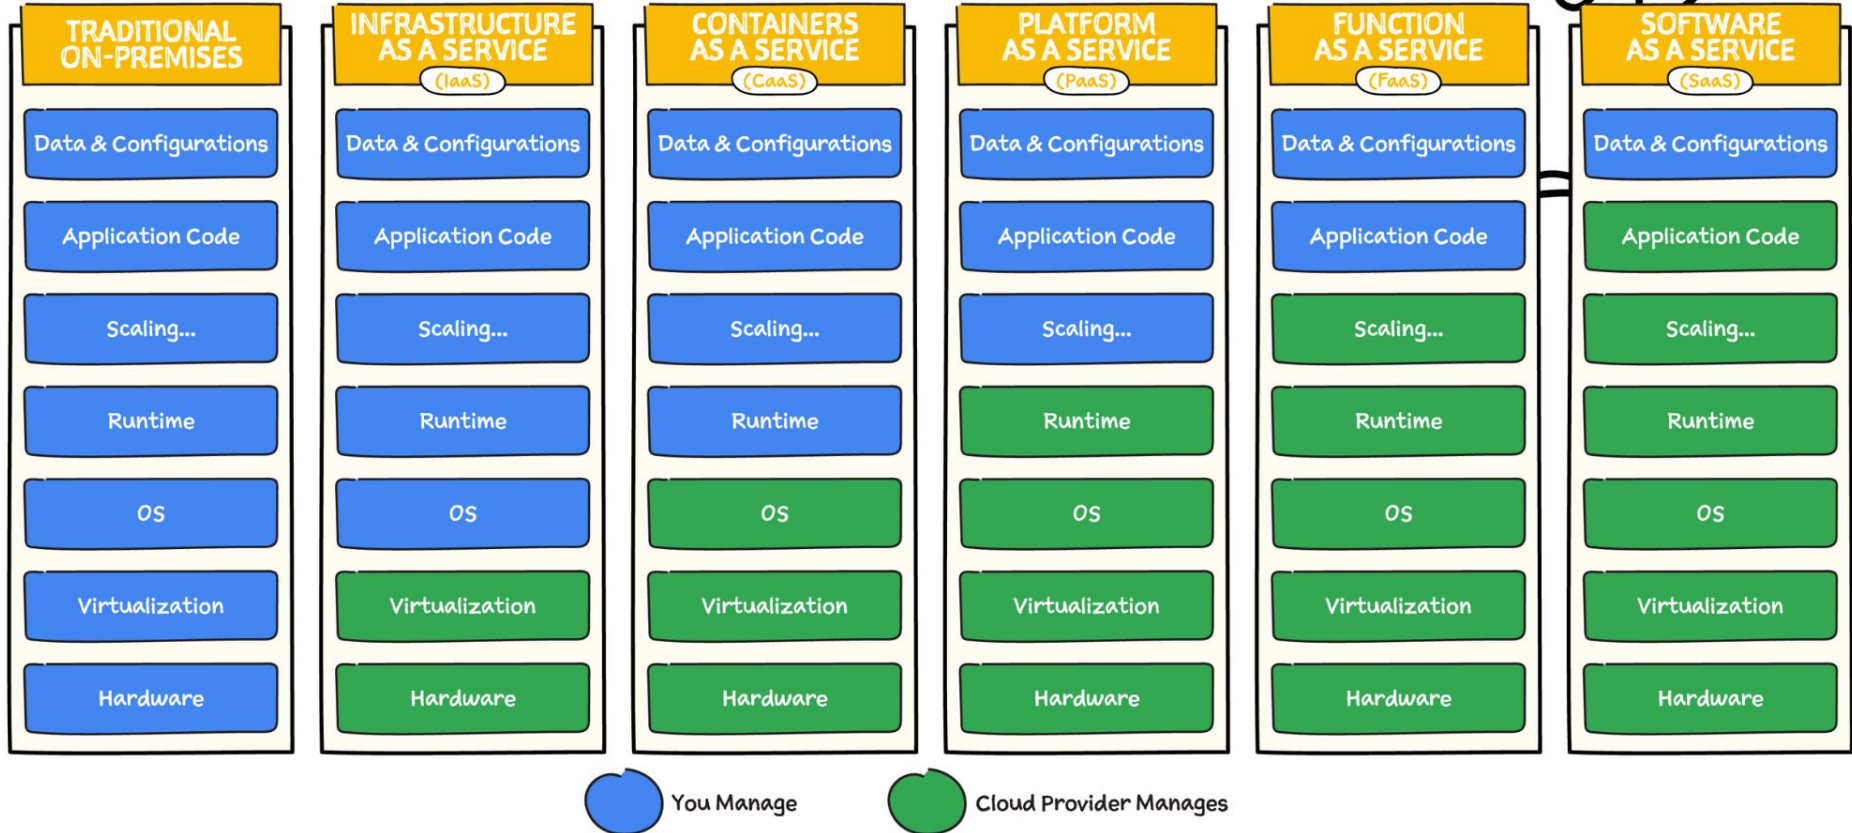 TRADITIONAL
ON-PREMISES
Data & Configurations
Application Code
Scaling...
Runtime
OS
Virtualization
Hardware
INFRASTRUCTURE
AS A SERVICE
(IaaS)
Data & Configurations
Application Code
Scaling...
Runtime
OS
Virtualization
Hardware
CONTAINERS
AS A SERVICE
(CaaS)
Data & Configurations
Application Code
Scaling...
Runtime
OS
Virtualization
Hardware
PLATFORM
AS A SERVICE
(PaaS)
Data & Configurations
Application Code
Scaling...
Runtime
OS
Virtualization
Hardware
FUNCTION
AS A SERVICE
(FaaS)
Data & Configurations
Application Code
Scaling...
Runtime
OS
Virtualization
Hardware
SOFTWARE
AS A SERVICE
(SaaS)
Data & Configurations
Application Code
Scaling...
Runtime
OS
Virtualization
Hardware
You Manage
Cloud Provider Manages